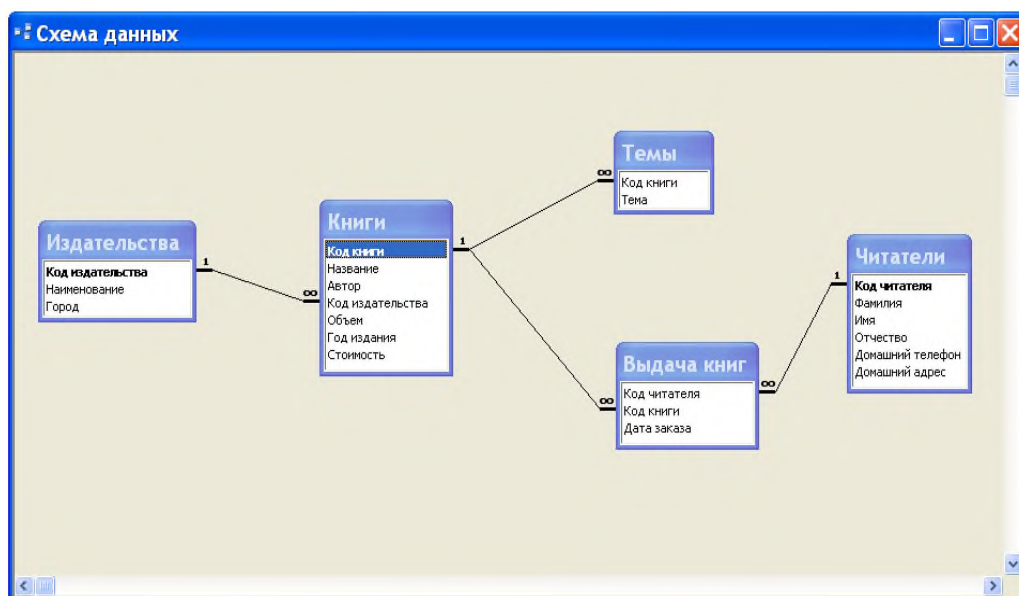 Схема данных
Издательства
Код издательства
Наименование
Город
1
∞
Книги
Код книги
Название
Автор
Код издательства
Объем
Год издания
Стоимость
1
∞
Темы
Код книги
Тема
∞
Выдача книг
Код читателя
Код книги
Дата заказа
∞
1
Читатели
Код читателя
Фамилия
Имя
Отчество
Домашний телефон
Домашний адрес